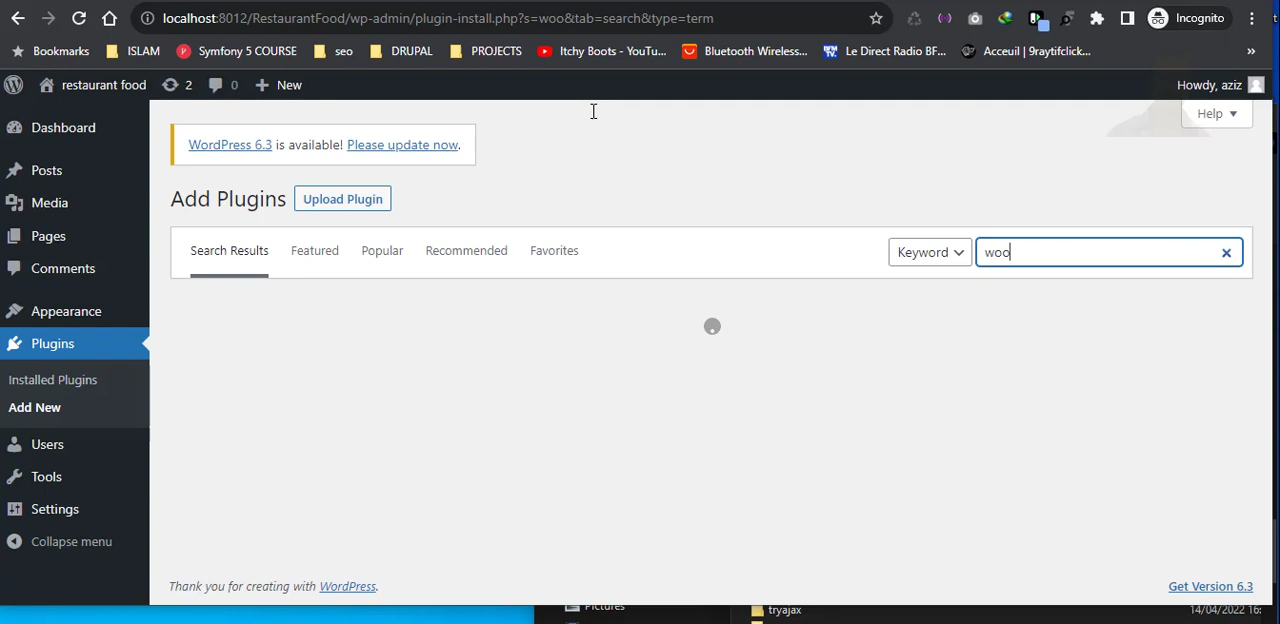 localhost:8012/RestaurantFood/wp-admin/plugin-install.php?s=woo&tab=search&type=term
Incognito
Bookmarks ISLAM Symfony 5 COURSE seo DRUPAL PROJECTS Itchy Boots - YouTu... Bluetooth Wireless... Le Direct Radio BF... Acceuil | 9raytifclick... »
restaurant food 2 0 New Howdy, aziz
Help
Dashboard
WordPress 6.3 is available! Please update now.
Posts
Add Plugins Upload Plugin
Media
Pages
Search Results Featured Popular Recommended Favorites Keyword woo
Comments
Appearance
Plugins
Installed Plugins
Add New
Users
Tools
Settings
Collapse menu
Thank you for creating with WordPress. Get Version 6.3
Pictures tryajax 14/04/2022 16: